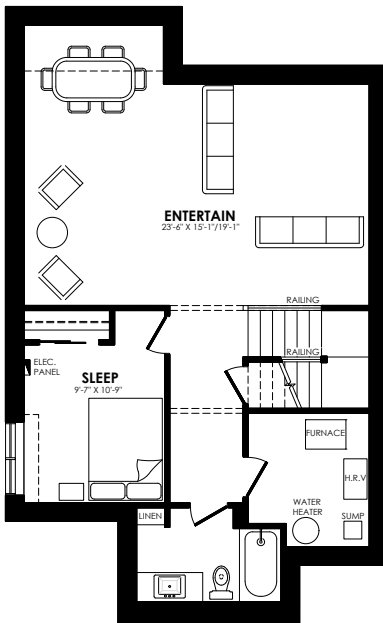 ENTERTAIN
23'-6" X 15'-1"/19'-1"
RAILING
RAILING
ELEC.
PANEL
SLEEP
9'-7" X 10'-9"
FURNACE
H.R.V
WATER
HEATER
SUMP
LINEN